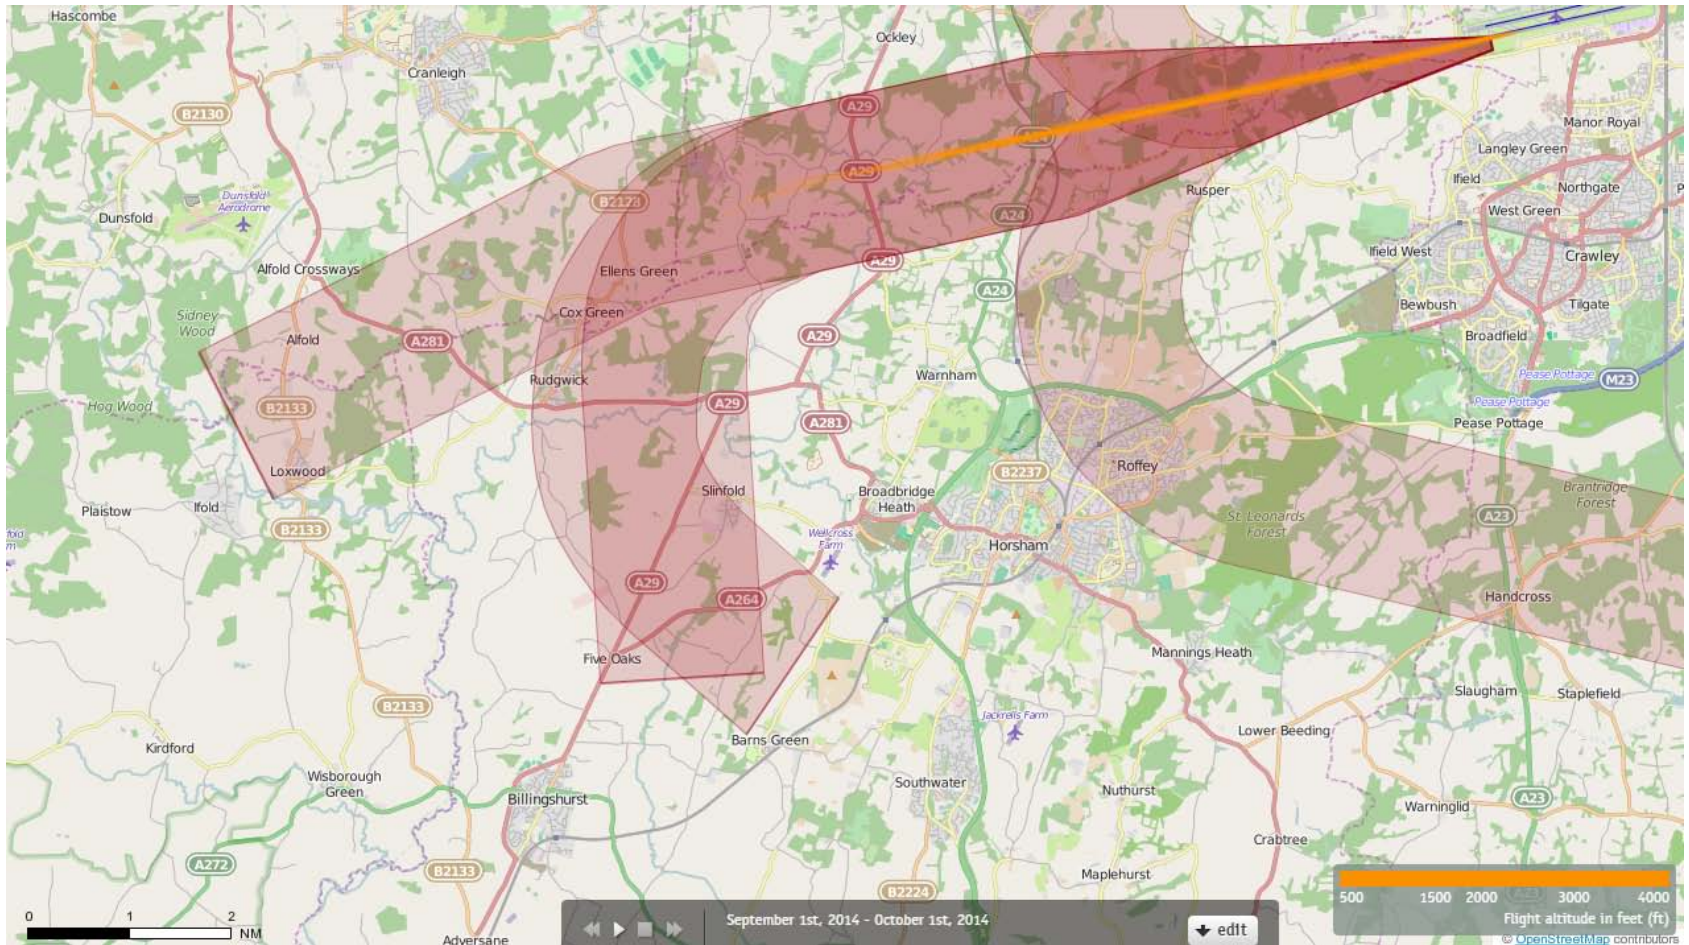 Hascombe
Ockley
Cranleigh
A29
B2130
Manor Royal
A24
Langley Green
A29
Ifield
Northgate
Rusper
Dunsfold
Aerodrome
B2128
West Green
Dunsfold
A24
Ifield West
Crawley
A29
Alfold Crossways
Ellens Green
A24
Bewbush
Tilgate
Sidney
Wood
Cox Green
Alfold
A281
A29
Broadfield
Rudgwick
Warnham
Pease Pottage
M23
Hog Wood
B2133
A29
Pease Pottage
A281
Pease Pottage
Loxwood
B2237
Roffey
Slinfold
Broadbridge
Heath
Brantridge
Forest
Plaistow
Ifold
B2133
St. Leonards
Forest
A23
Wellcross
Farm
Horsham
A29
A264
Handcross
Five Oaks
Mannings Heath
Slaugham
Staplefield
B2133
Jackrells Farm
Lower Beeding
Kirdford
Barns Green
Wisborough
Green
Southwater
Billingshurst
Nuthurst
Warninglid
A23
Crabtree
A272
B2133
Maplehurst
B2224
500 1500 2000 3000 4000
Flight altitude in feet (ft)
0 1 2
NM
September 1st, 2014 - October 1st, 2014
edit
Adversane
© OpenStreetMap contributors